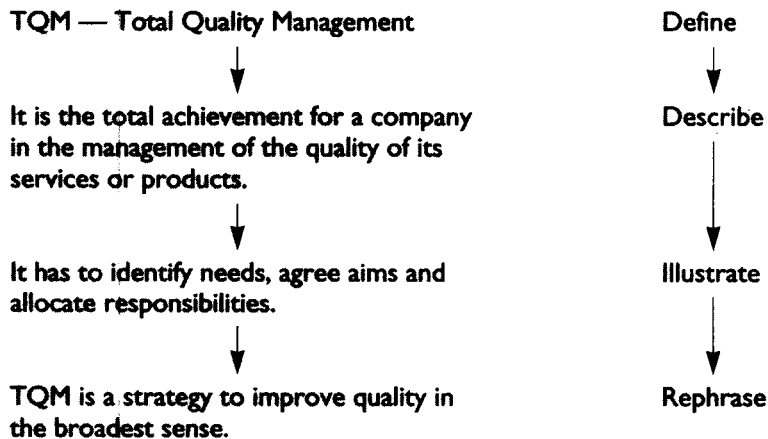 TQM — Total Quality Management Define
It is the total achievement for a company Describe
in the management of the quality of its
services or products.
It has to identify needs, agree aims and Illustrate
allocate responsibilities.
TQM is a strategy to improve quality in Rephrase
the broadest sense.